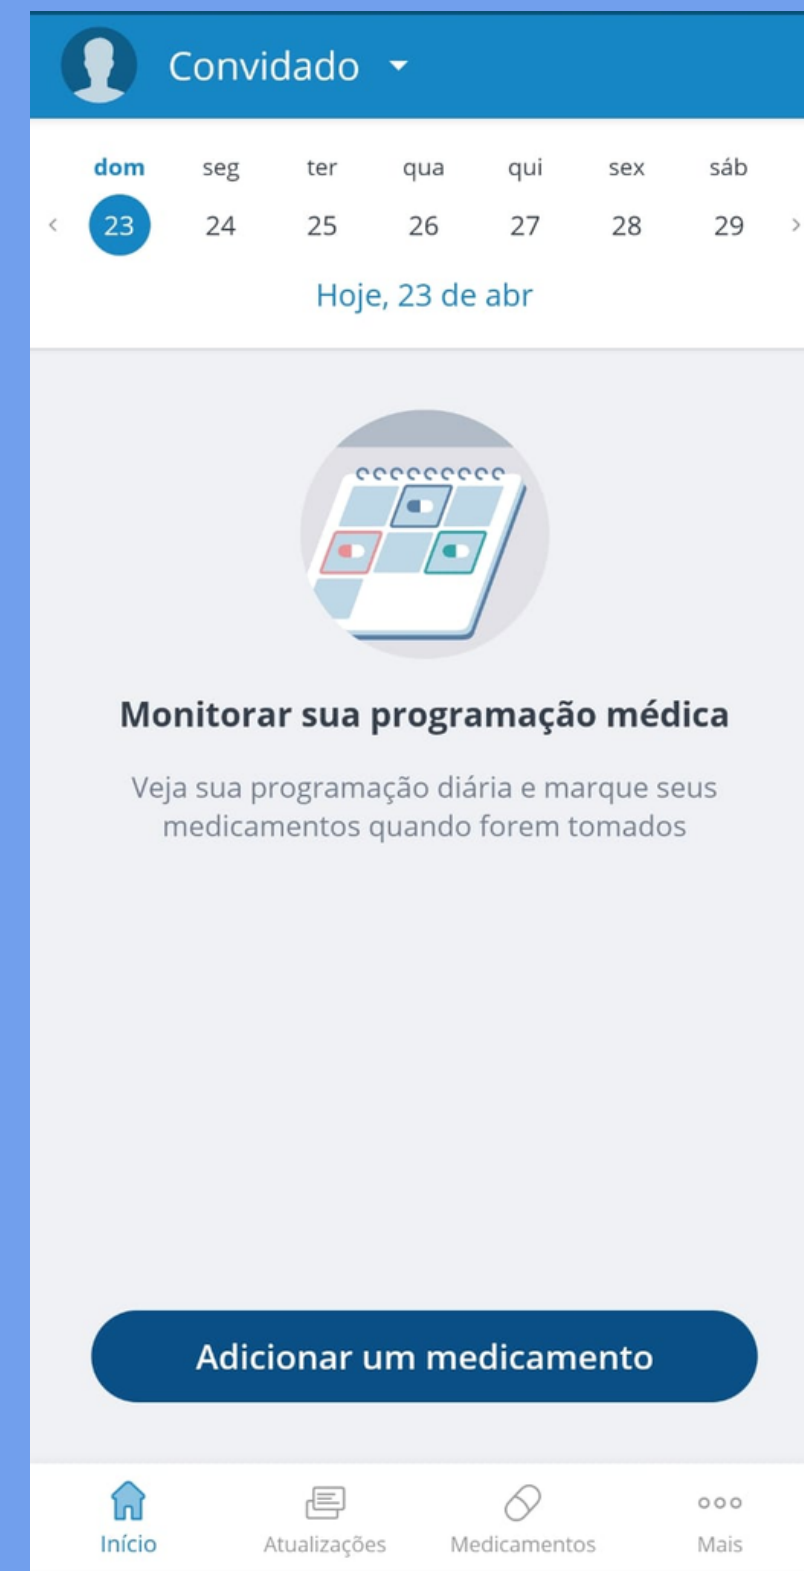 Convidado
dom seg ter qua qui sex sáb
23 24 25 26 27 28 29
Hoje, 23 de abr
Monitorar sua programação médica
Veja sua programação diária e marque seus
medicamentos quando forem tomados
Adicionar um medicamento
Início Atualizações Medicamentos Mais